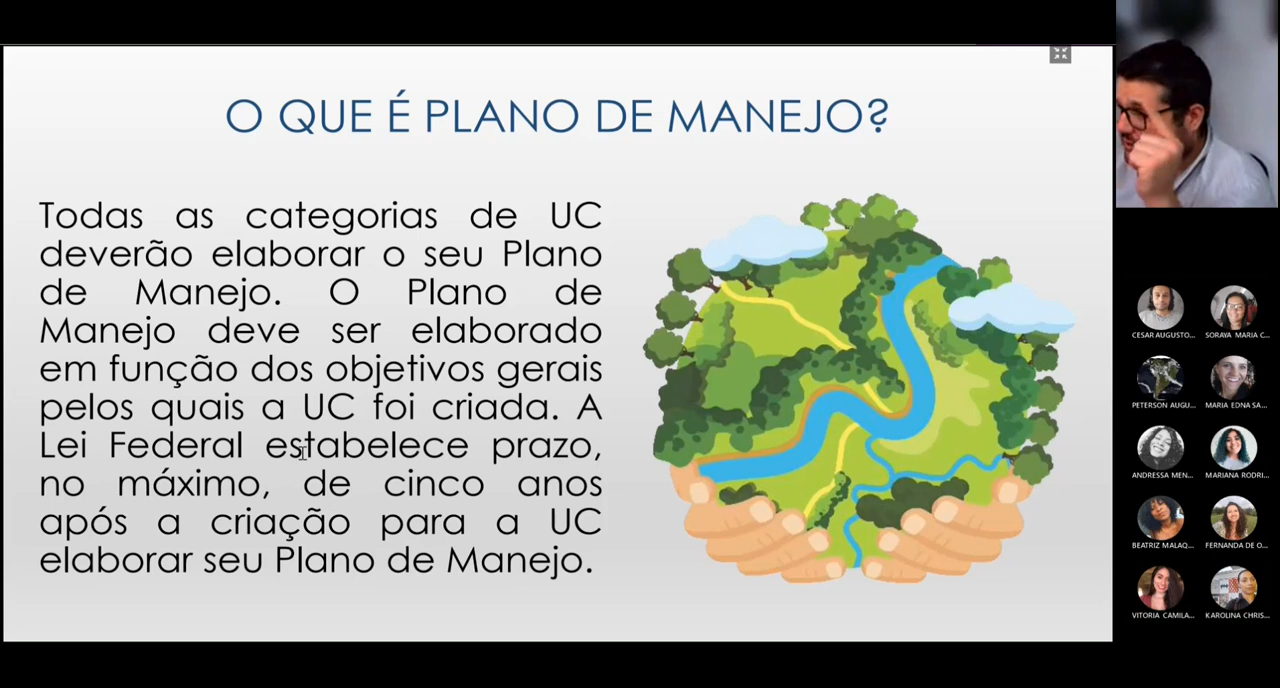 O QUE É PLANO DE MANEJO?
Todas as categorias de UC
deverão elaborar o seu Plano
de Manejo. O Plano de
Manejo deve ser elaborado
em função dos objetivos gerais
pelos quais a UC foi criada. A
Lei Federal estabelece prazo,
no máximo, de cinco anos
após a criação para a UC
elaborar seu Plano de Manejo.
CESAR AUGUSTO... SORAYA MARIA C...
PETERSON AUGU... MARIA EDNA SA...
ANDRESSA MEN... MARIANA RODRI...
BEATRIZ MALAQ... FERNANDA DE O...
VITORIA CAMILA... KAROLINA CHRIS...